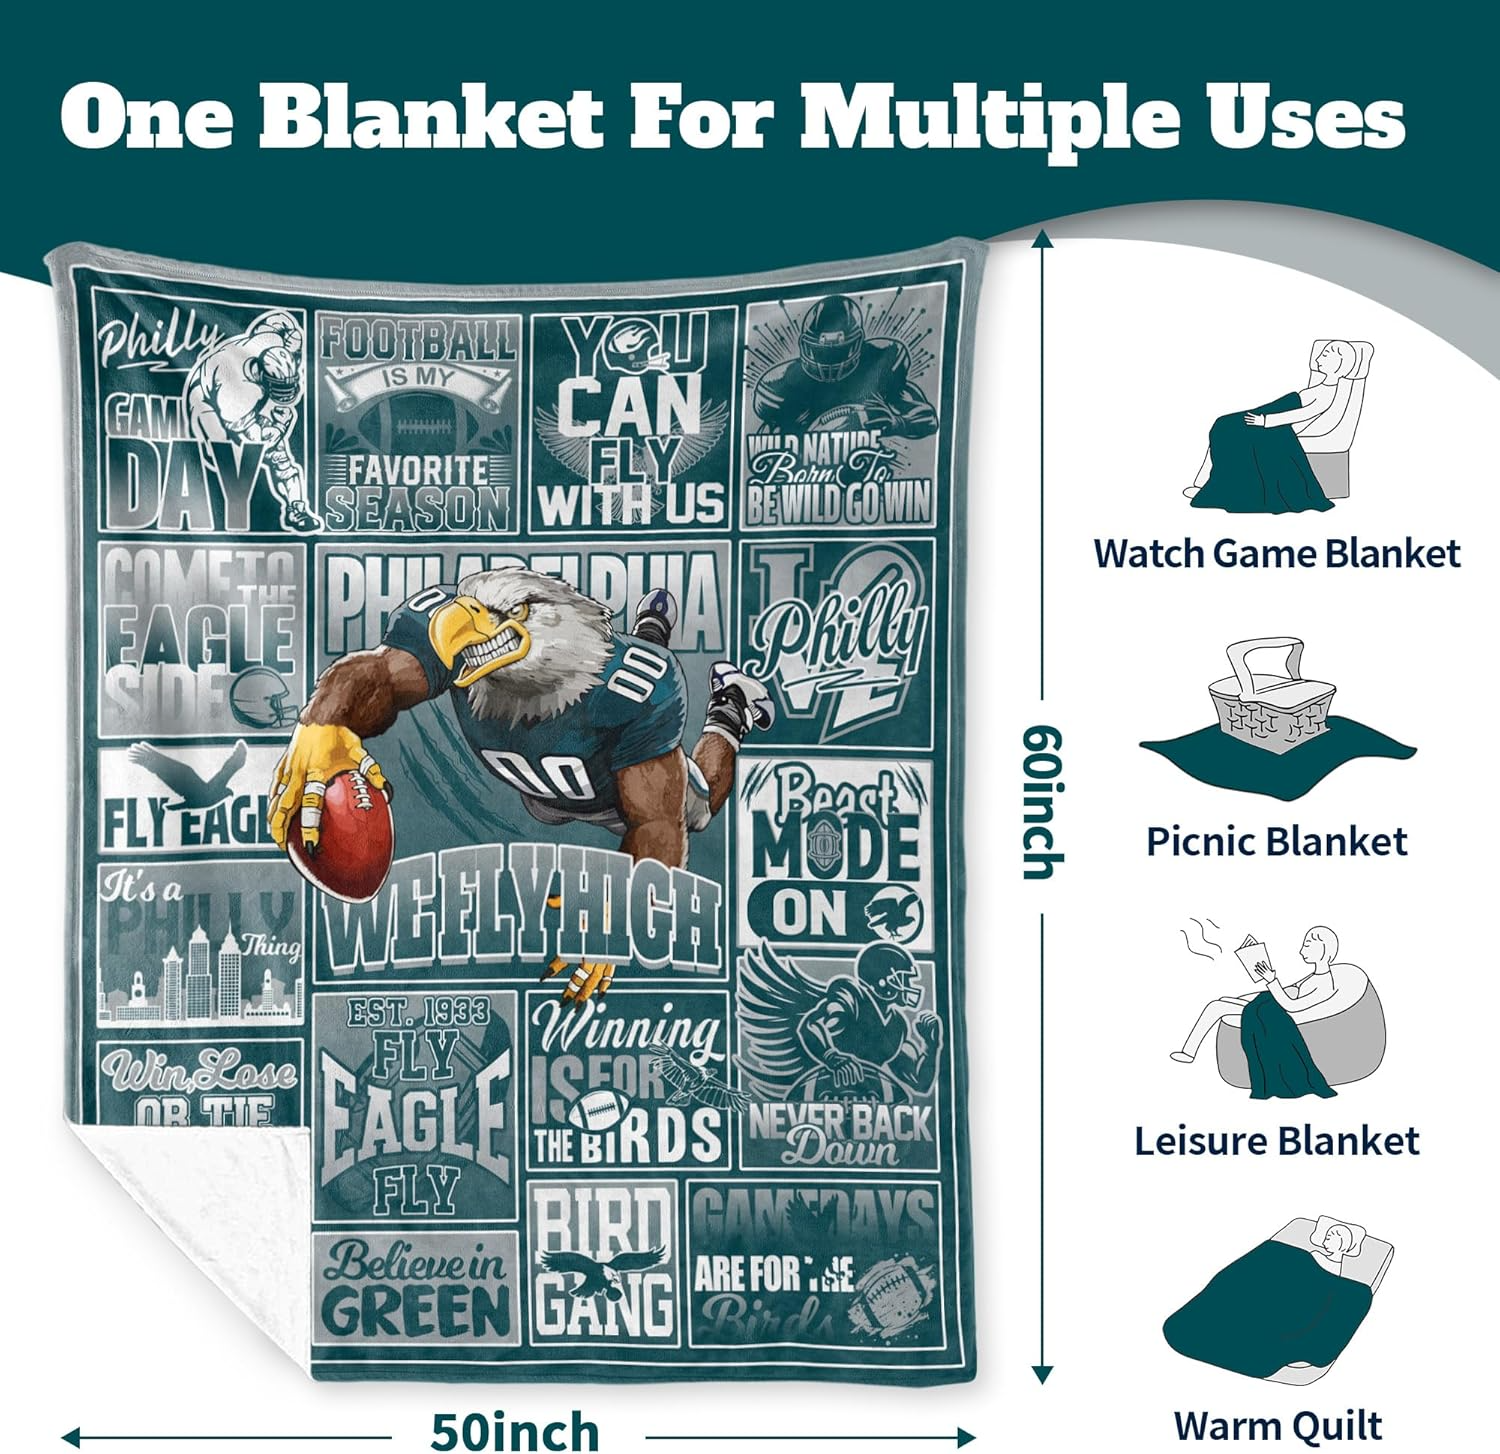 One Blanket For Multiple Uses
Philly
GAME
DAY
FOOTBALL
IS MY
FAVORITE
SEASON
YOU
CAN
FLY
WITH US
WILD NATURE
Born To
BE WILD GO WIN
COME TO
THE
EAGLE
SIDE
PHILADELPHIA
00
00
0
LOVE
Philly
FLY EAGL
Beast
MODE
ON
WE FLY HIGH
It's a
PHILLY
Thing
EST. 1933
FLY
EAGLE
FLY
Winning
IS FOR
THE BIRDS
NEVER BACK
Down
Win, Lose
OR TIE
Believe in
GREEN
BIRD
GANG
GAMEDAYS
ARE FOR THE
Birds
60inch
50inch
Watch Game Blanket
Picnic Blanket
Leisure Blanket
Warm Quilt